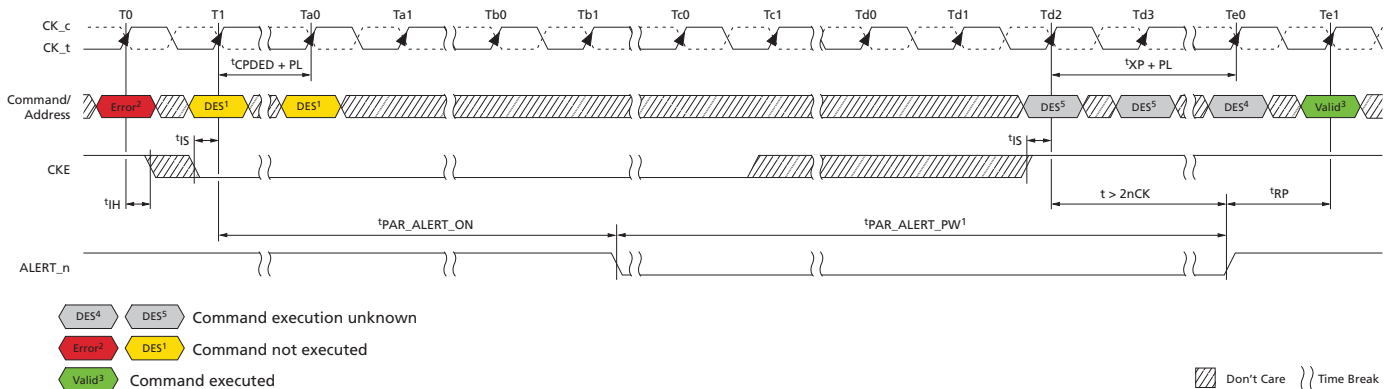 T0 T1 Ta0 Ta1 Tb0 Tb1 Tc0 Tc1 Td0 Td1 Td2 Td3 Te0 Te1
CK_c
CK_t
tCPDED + PL tXP + PL
Command/
Address
Error2 DES1 DES1 DES5 DES5 DES4 Valid3
tIS tIS
CKE
t > 2nCK tRP
tIH
tPAR_ALERT_ON tPAR_ALERT_PW1
ALERT_n
DES4 DES5 Command execution unknown
Error2 DES1 Command not executed
Valid3 Command executed
Don't Care Time Break